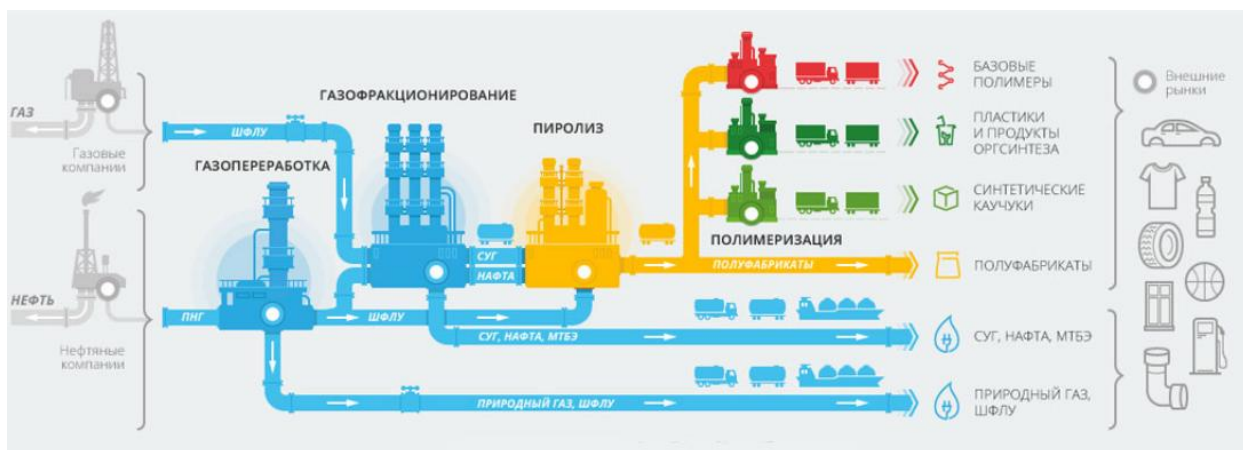 ГАЗ
Газовые
компании
НЕФТЬ
Нефтяные
компании
ШФЛУ
ГАЗОПЕРЕРАБОТКА
ПНГ
ГАЗОФРАКЦИОНИРОВАНИЕ
ШФЛУ
СУГ
НАФТА
ПИРОЛИЗ
ПОЛИМЕРИЗАЦИЯ
ПОЛУФАБРИКАТЫ
СУГ, НАФТА, МТБЭ
ПРИРОДНЫЙ ГАЗ, ШФЛУ
БАЗОВЫЕ
ПОЛИМЕРЫ
ПЛАСТИКИ
И ПРОДУКТЫ
ОРГСИНТЕЗА
СИНТЕТИЧЕСКИЕ
КАУЧУКИ
ПОЛУФАБРИКАТЫ
СУГ, НАФТА, МТБЭ
ПРИРОДНЫЙ ГАЗ,
ШФЛУ
Внешние
рынки